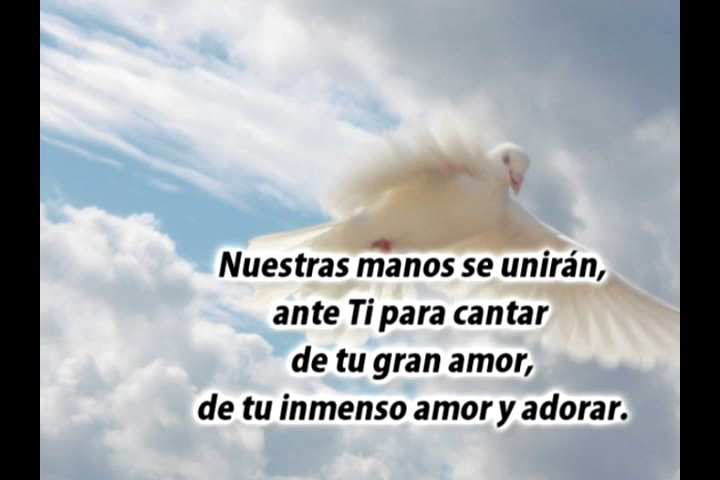 Nuestras manos se unirán,
ante Ti para cantar
de tu gran amor,
de tu inmenso amor y adorar.